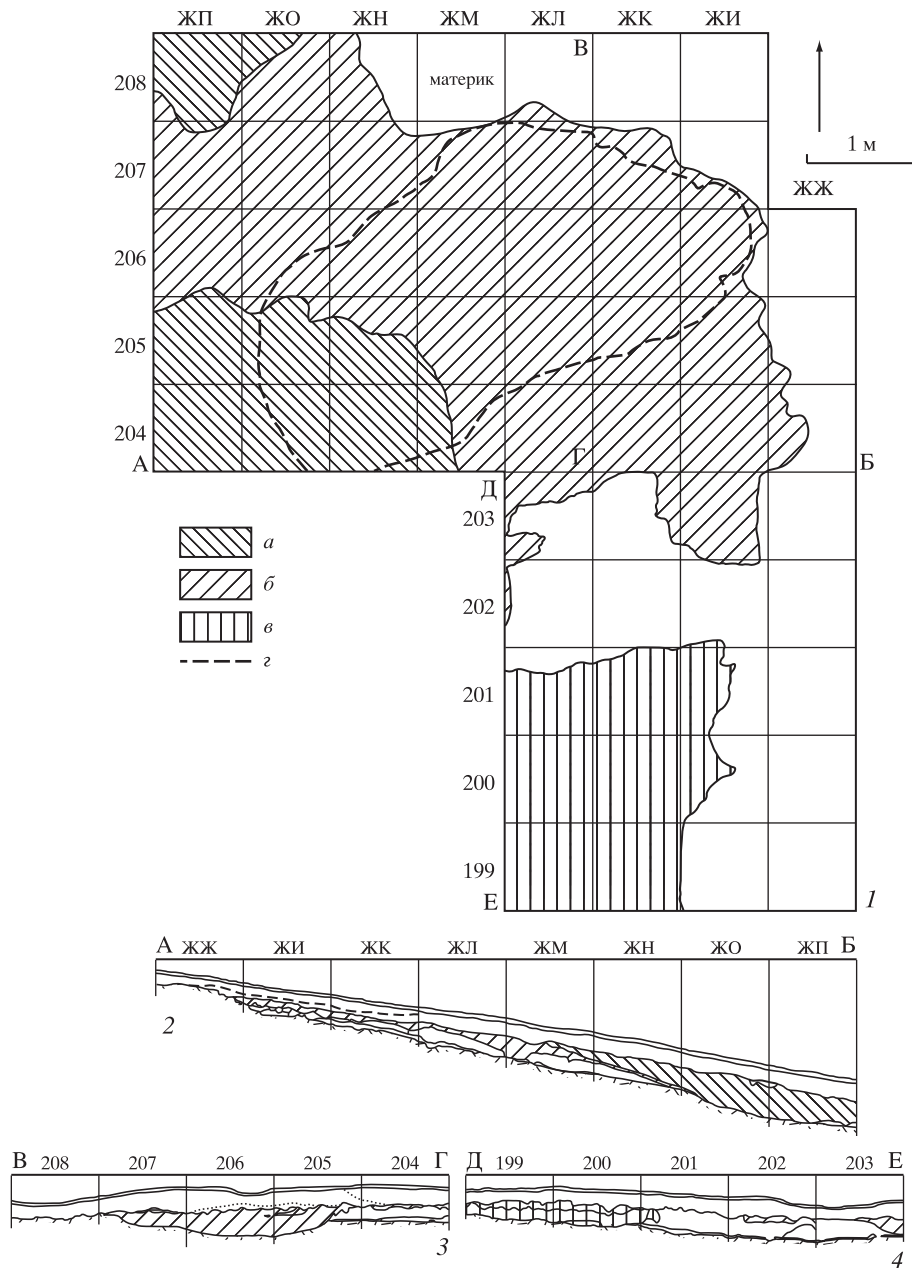 ЖП ЖО ЖН ЖМ ЖЛ ЖК ЖИ
В
208
материк
1 м
207
ЖЖ
206
205
204
А
Г
Б
Д
203
а
б
202
в
г
201
200
199
Е
1
А ЖЖ ЖИ ЖК ЖЛ ЖМ ЖН ЖО ЖП Б
2
В 208 207 206 205 204 Г
Д 199 200 201 202 203 Е
3
4